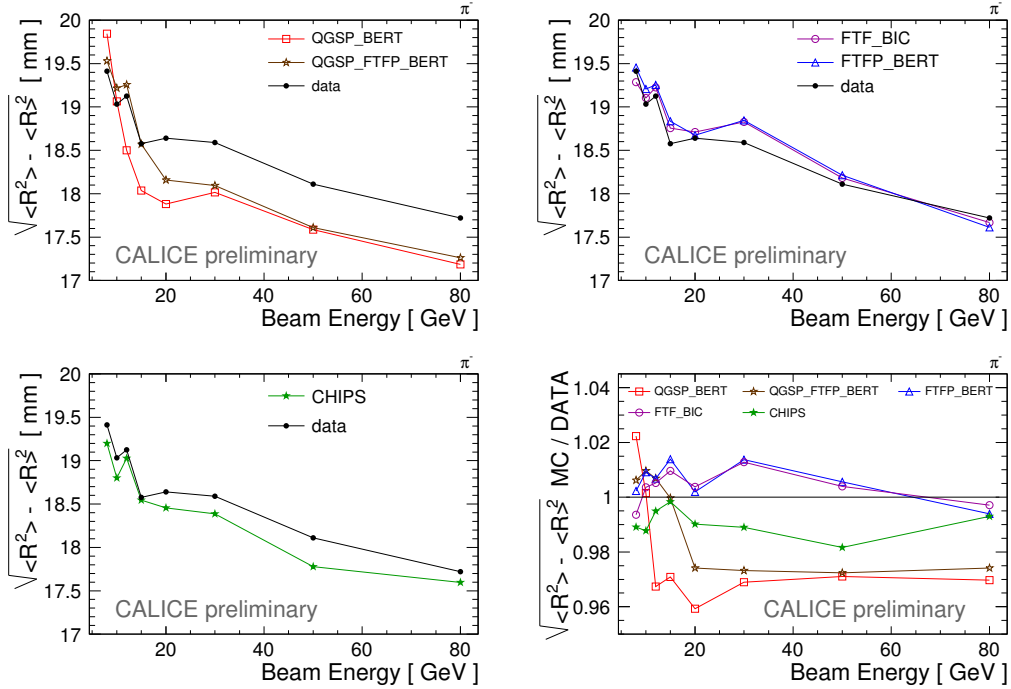 π-
√<R²> - <R>² [ mm ]
20
19.5
19
18.5
18
17.5
17
QGSP_BERT
QGSP_FTFP_BERT
data
CALICE preliminary
20 40 60 80
Beam Energy [ GeV ]
π-
√<R²> - <R>² [ mm ]
20
19.5
19
18.5
18
17.5
17
FTF_BIC
FTFP_BERT
data
CALICE preliminary
20 40 60 80
Beam Energy [ GeV ]
π-
√<R²> - <R>² [ mm ]
20
19.5
19
18.5
18
17.5
17
CHIPS
data
CALICE preliminary
20 40 60 80
Beam Energy [ GeV ]
π-
√<R²> - <R>² MC / DATA
1.04
1.02
1
0.98
0.96
QGSP_BERT QGSP_FTFP_BERT FTFP_BERT
FTF_BIC CHIPS
CALICE preliminary
20 40 60 80
Beam Energy [ GeV ]